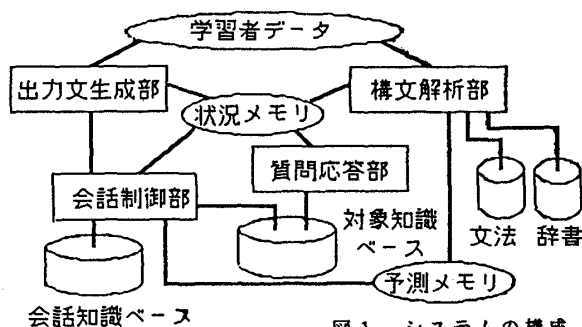 学習者データ
出力文生成部
構文解析部
状況メモリ
質問応答部
会話制御部
対象知識
ベース
文法
辞書
予測メモリ
会話知識ベース
図1 システムの構成